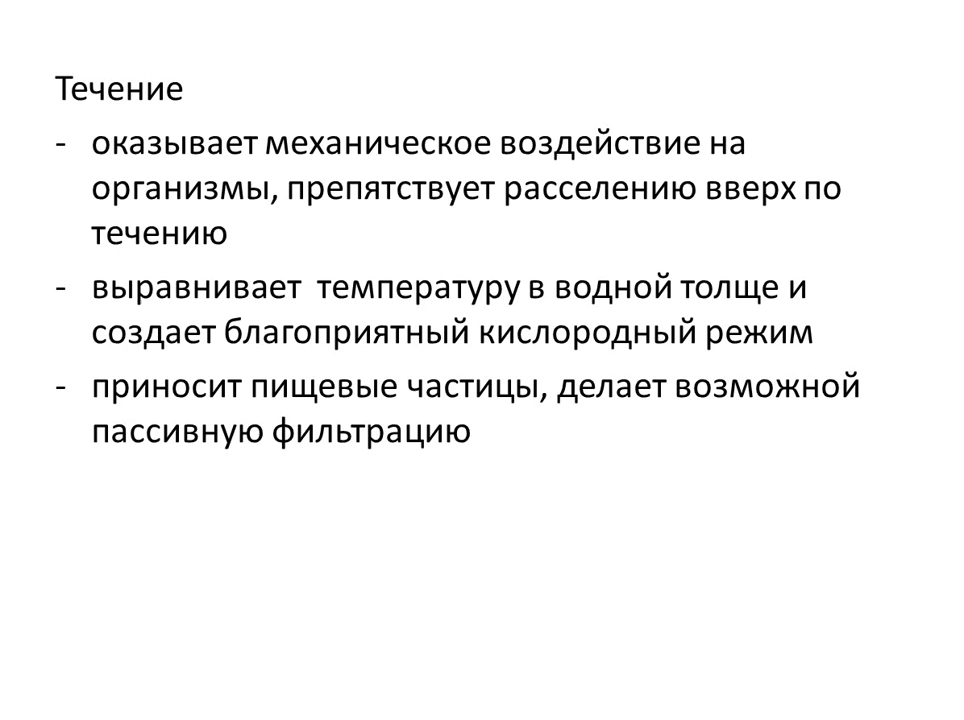 Течение
- оказывает механическое воздействие на
организмы, препятствует расселению вверх по
течению
- выравнивает  температуру в водной толще и
создает благоприятный кислородный режим
- приносит пищевые частицы, делает возможной
пассивную фильтрацию